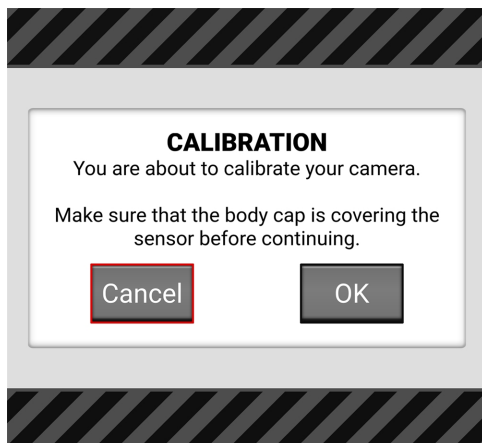 CALIBRATION
You are about to calibrate your camera.
Make sure that the body cap is covering the
sensor before continuing.
Cancel
OK